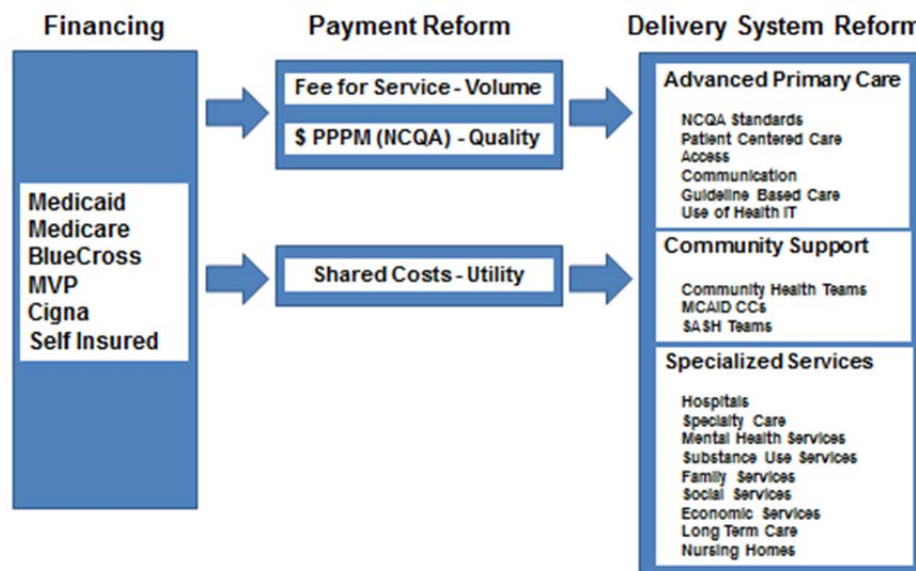 Financing
Medicaid
Medicare
BlueCross
MVP
Cigna
Self Insured
Payment Reform
Fee for Service - Volume
$ PPPM (NCQA) - Quality
Shared Costs - Utility
Delivery System Reform
Advanced Primary Care
NCQA Standards
Patient Centered Care
Access
Communication
Guideline Based Care
Use of Health IT
Community Support
Community Health Teams
MCAID CCs
SASH Teams
Specialized Services
Hospitals
Specialty Care
Mental Health Services
Substance Use Services
Family Services
Social Services
Economic Services
Long Term Care
Nursing Homes